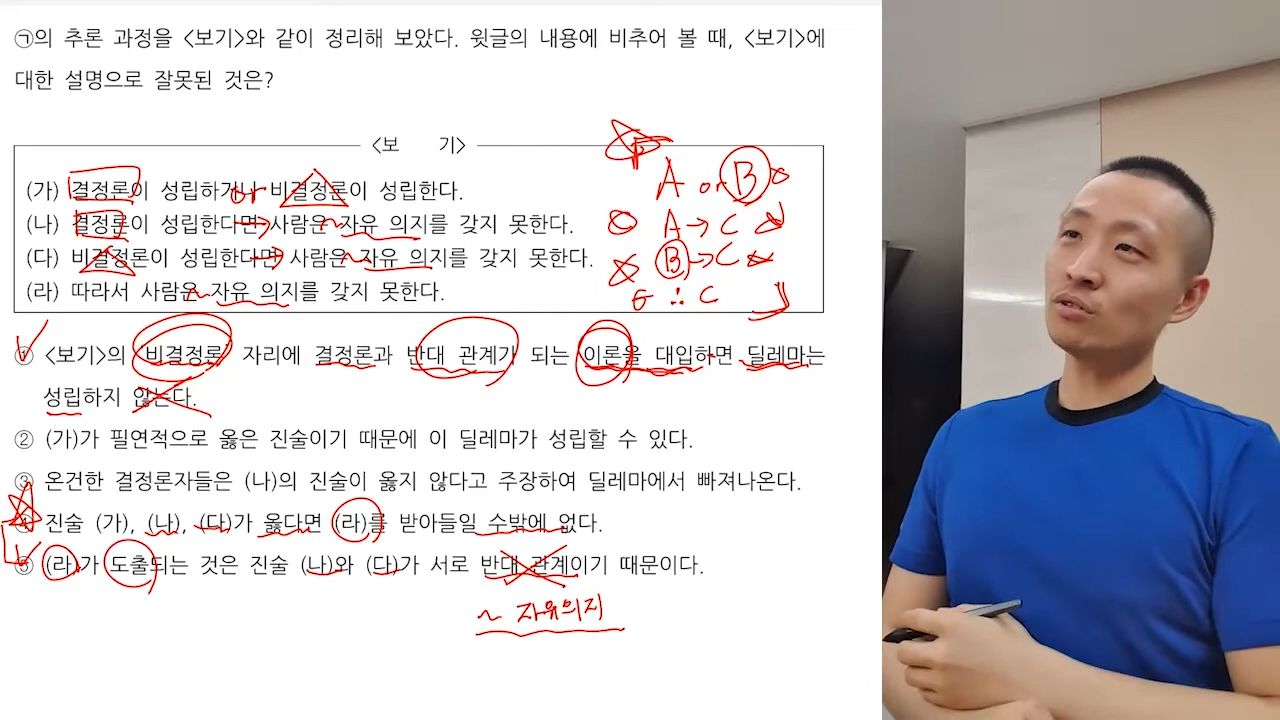 ㉠의 추론 과정을 <보기>와 같이 정리해 보았다. 윗글의 내용에 비추어 볼 때, <보기>에
대한 설명으로 잘못된 것은?
<보 기>
(가) 결정론이 성립하거나 비결정론이 성립한다.
or
A or B
(나) 결정론이 성립한다면 사람은 자유 의지를 갖지 못한다.
→ ~
A → C
(다) 비결정론이 성립한다면 사람은 자유 의지를 갖지 못한다.
→ ~
B → C
(라) 따라서 사람은 자유 의지를 갖지 못한다.
~
∴ C
① <보기>의 비결정론 자리에 결정론과 반대 관계가 되는 이론을 대입하면 딜레마는
성립하지 않는다.
② (가)가 필연적으로 옳은 진술이기 때문에 이 딜레마가 성립할 수 있다.
③ 온건한 결정론자들은 (나)의 진술이 옳지 않다고 주장하여 딜레마에서 빠져나온다.
④ 진술 (가), (나), (다)가 옳다면 (라)를 받아들일 수밖에 없다.
⑤ (라)가 도출되는 것은 진술 (나)와 (다)가 서로 반대 관계이기 때문이다.
~ 자유의지